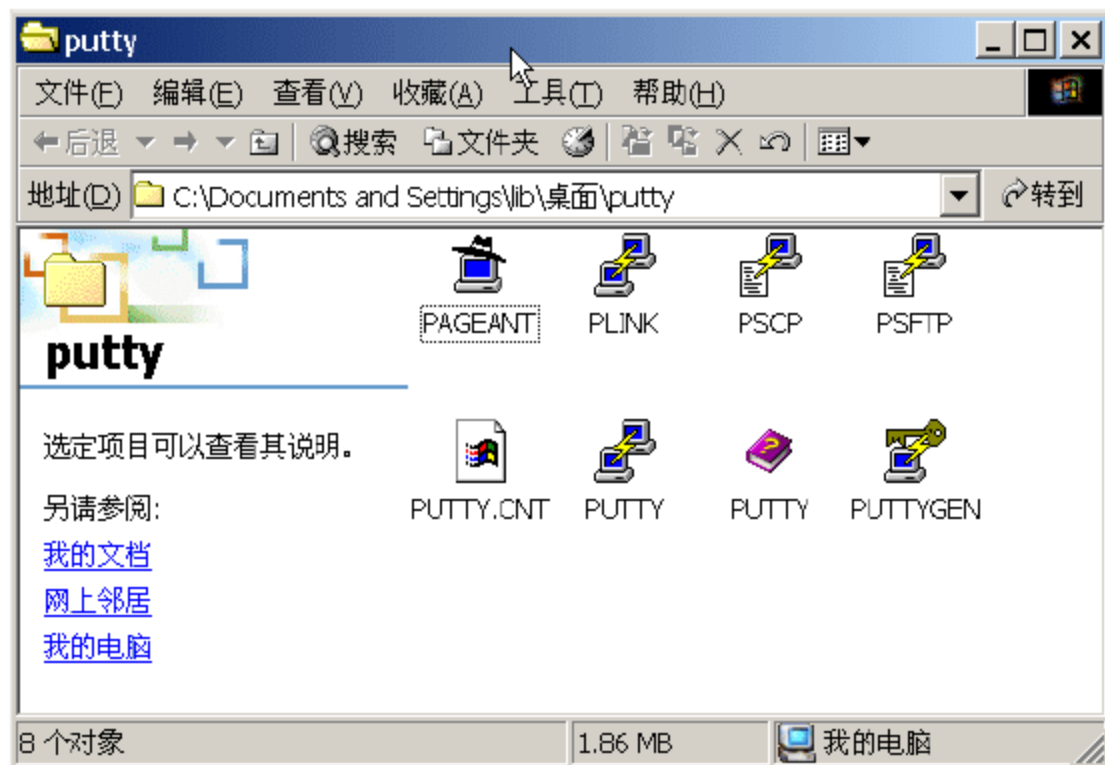 putty
文件(F) 编辑(E) 查看(V) 收藏(A) 工具(T) 帮助(H)
后退 搜索 文件夹
地址(D) C:\Documents and Settings\lib\桌面\putty 转到
putty
PAGEANT PLINK PSCP PSFTP
选定项目可以查看其说明。
PUTTY.CNT PUTTY PUTTY PUTTYGEN
另请参阅:
我的文档
网上邻居
我的电脑
8 个对象 1.86 MB 我的电脑